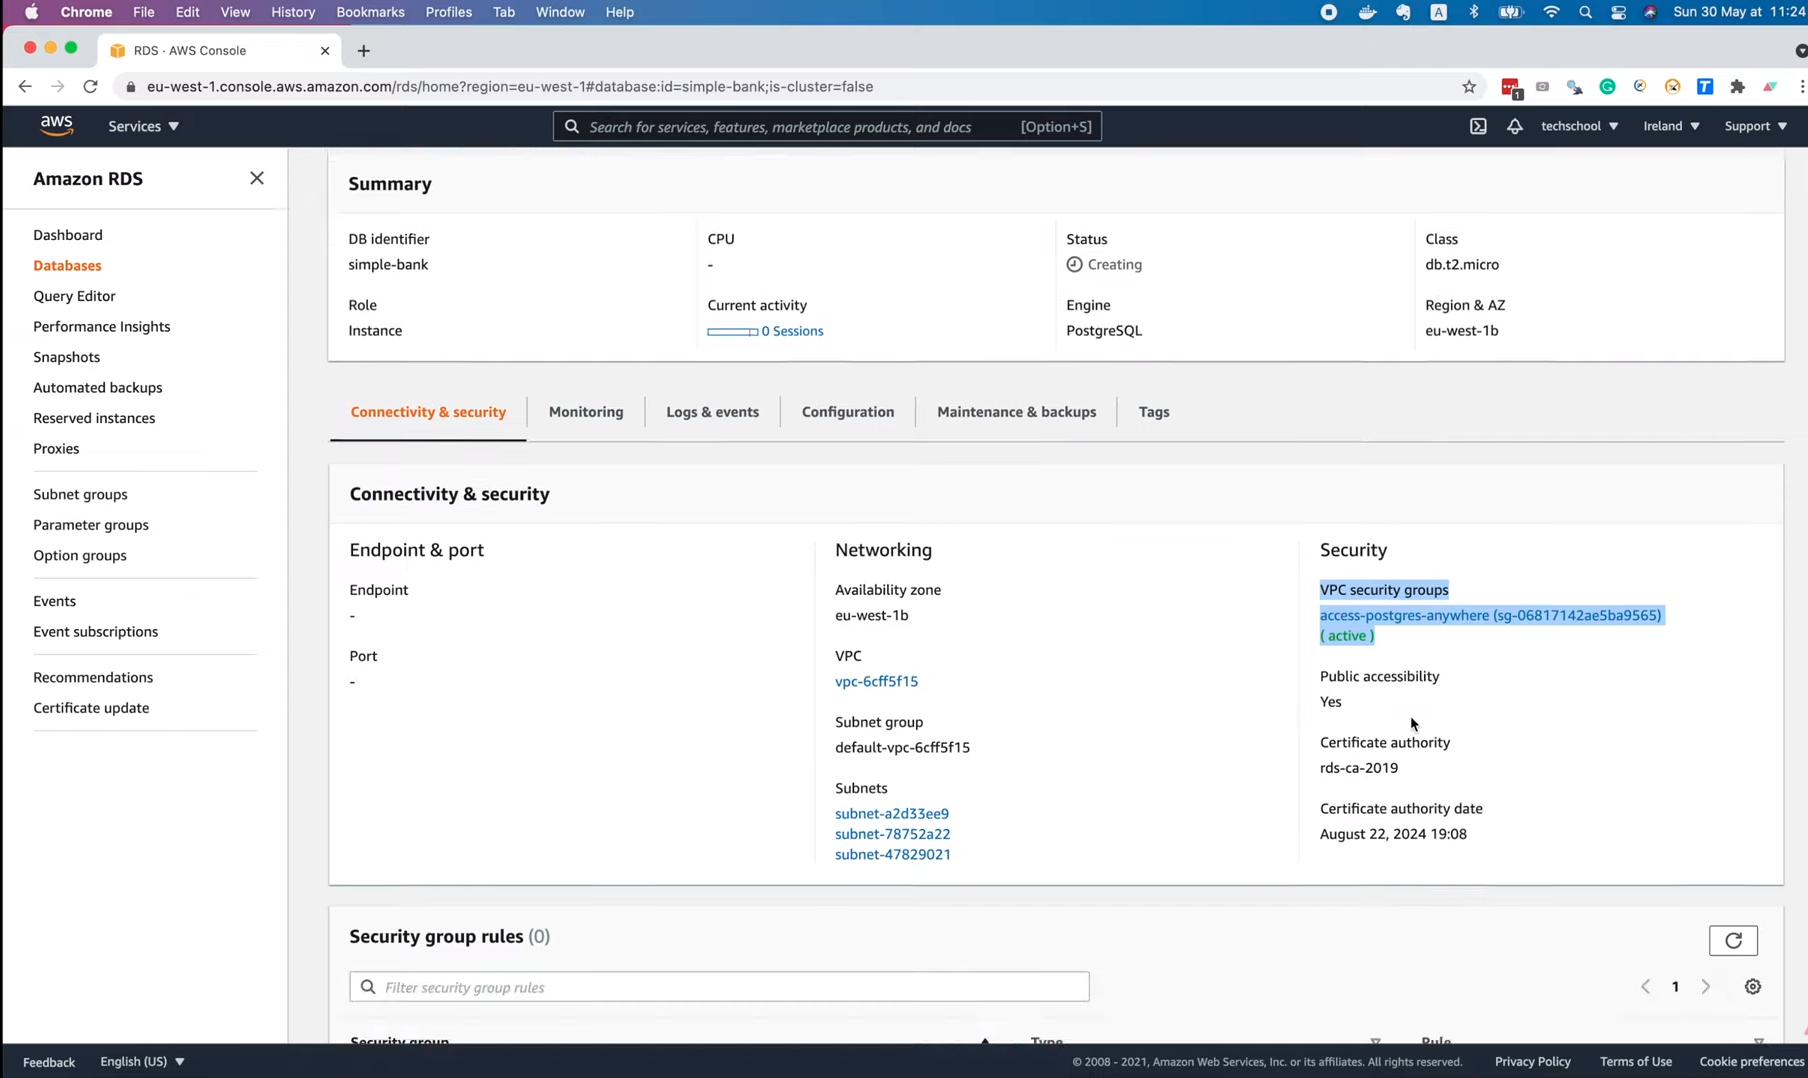 Chrome File Edit View History Bookmarks Profiles Tab Window Help A Sun 30 May at 11:24
RDS · AWS Console
eu-west-1.console.aws.amazon.com/rds/home?region=eu-west-1#database:id=simple-bank;is-cluster=false
1
T
aws Services Search for services, features, marketplace products, and docs [Option+S] techschool Ireland Support
Amazon RDS
Dashboard
Databases
Query Editor
Performance Insights
Snapshots
Automated backups
Reserved instances
Proxies
Subnet groups
Parameter groups
Option groups
Events
Event subscriptions
Recommendations
Certificate update
Summary
DB identifier
simple-bank
CPU
-
Status
Creating
Class
db.t2.micro
Role
Instance
Current activity
0 Sessions
Engine
PostgreSQL
Region & AZ
eu-west-1b
Connectivity & security Monitoring Logs & events Configuration Maintenance & backups Tags
Connectivity & security
Endpoint & port
Endpoint
-
Port
-
Networking
Availability zone
eu-west-1b
VPC
vpc-6cff5f15
Subnet group
default-vpc-6cff5f15
Subnets
subnet-a2d33ee9
subnet-78752a22
subnet-47829021
Security
VPC security groups
access-postgres-anywhere (sg-06817142ae5ba9565)
( active )
Public accessibility
Yes
Certificate authority
rds-ca-2019
Certificate authority date
August 22, 2024 19:08
Security group rules (0)
Filter security group rules
1
Security group Type Rule
Feedback English (US) © 2008 - 2021, Amazon Web Services, Inc. or its affiliates. All rights reserved. Privacy Policy Terms of Use Cookie preferences